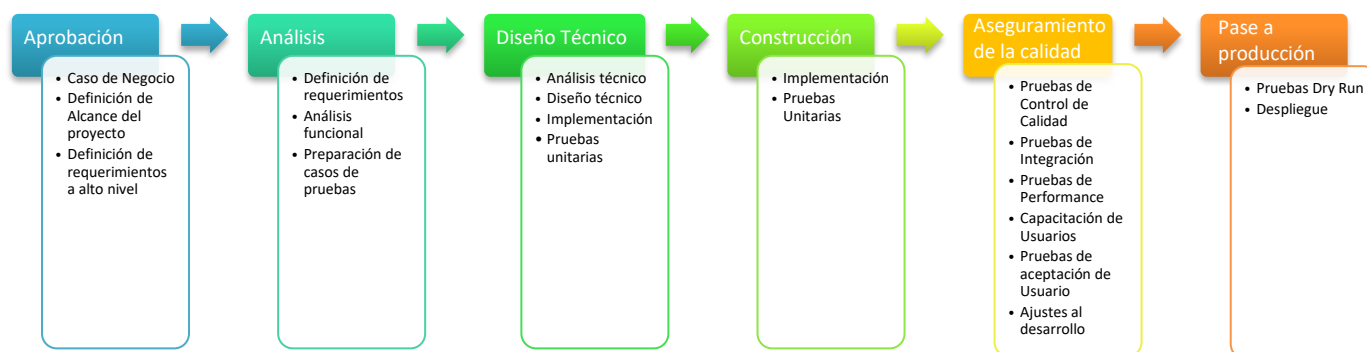 Aprobación
• Caso de Negocio
• Definición de
Alcance del
proyecto
• Definición de
requerimientos
a alto nivel
Análisis
• Definición de
requerimientos
• Análisis
funcional
• Preparación de
casos de
pruebas
Diseño Técnico
• Análisis técnico
• Diseño técnico
• Implementación
• Pruebas
unitarias
Construcción
• Implementación
• Pruebas
Unitarias
Aseguramiento
de la calidad
• Pruebas de
Control de
Calidad
• Pruebas de
Integración
• Pruebas de
Performance
• Capacitación de
Usuarios
• Pruebas de
aceptación de
Usuario
• Ajustes al
desarrollo
Pase a
producción
• Pruebas Dry Run
• Despliegue